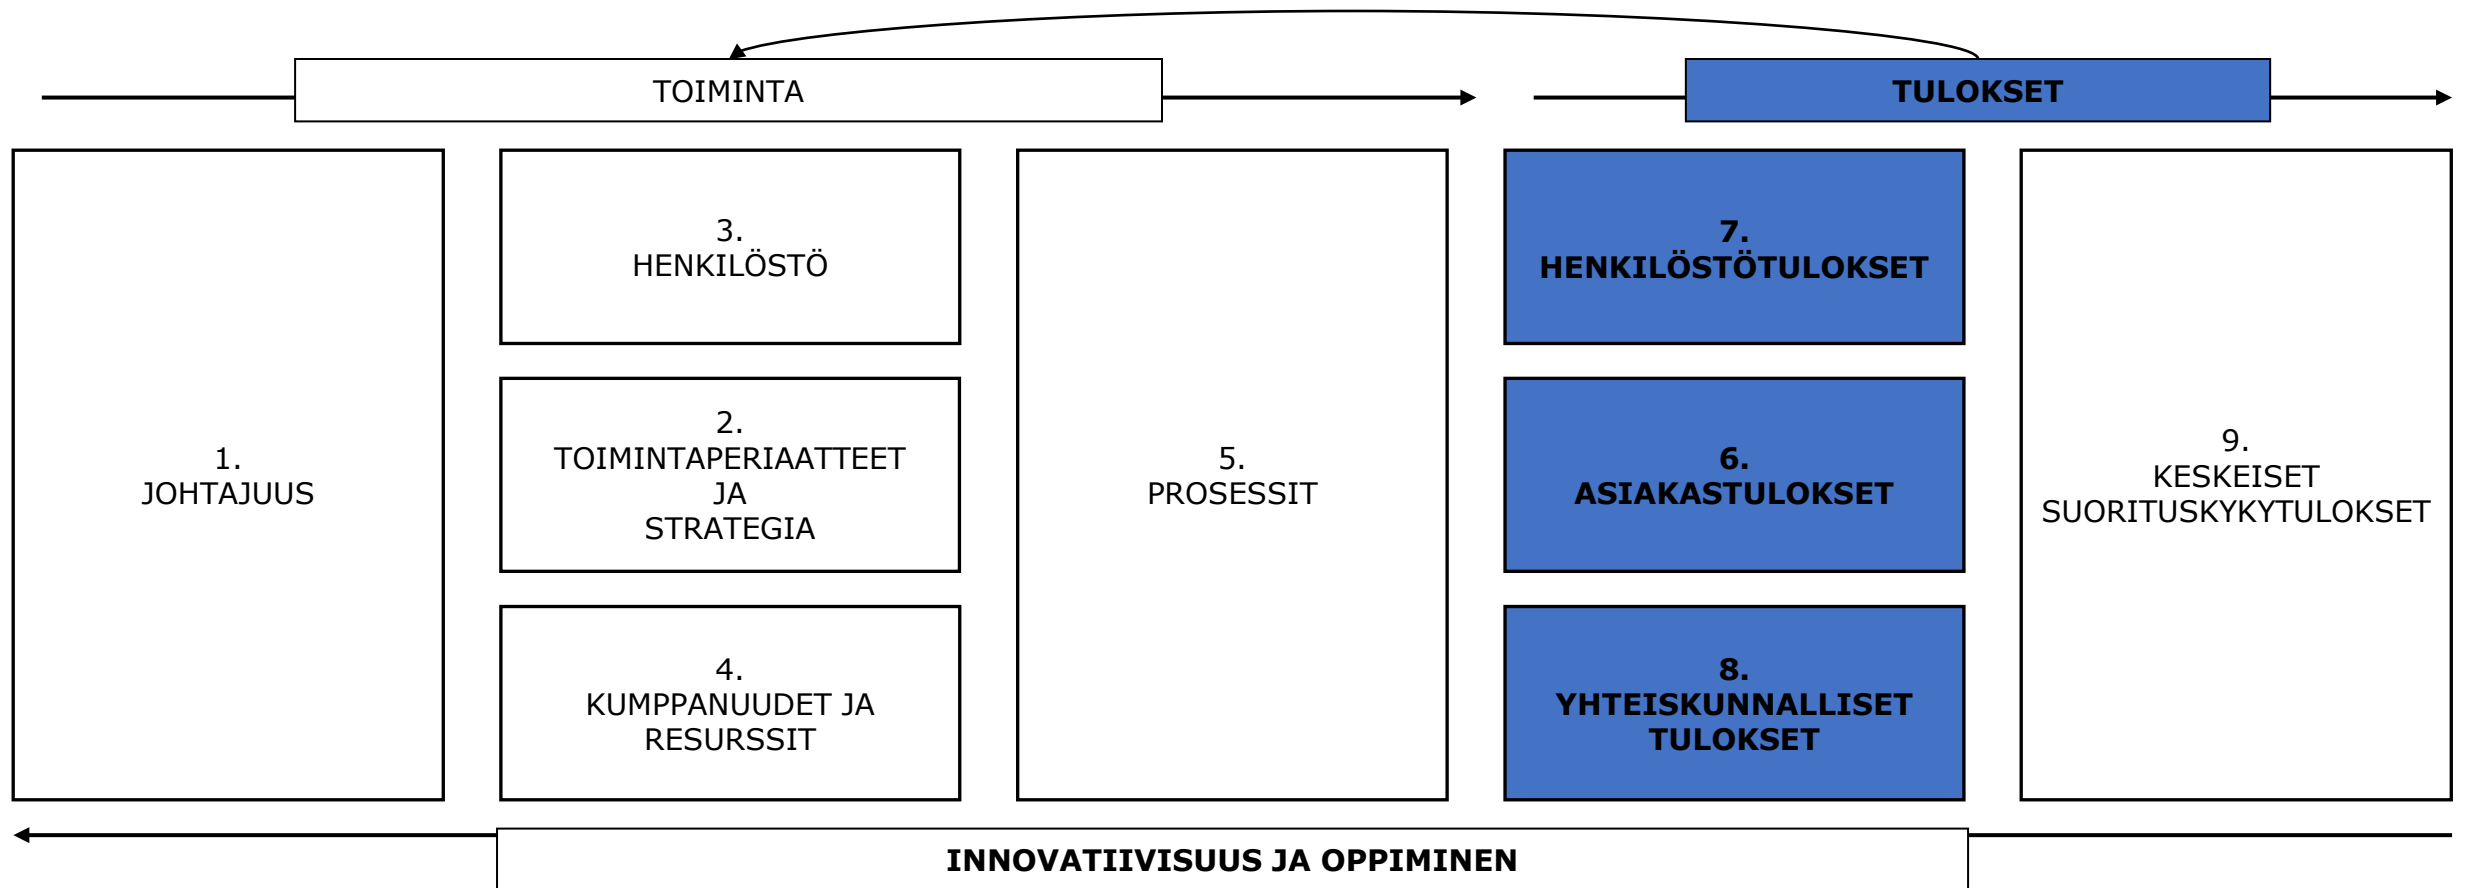 TOIMINTA
TULOKSET
1.
JOHTAJUUS
3.
HENKILÖSTÖ
2.
TOIMINTAPERIAATTEET
JA
STRATEGIA
4.
KUMPPANUUDET JA
RESURSSIT
5.
PROSESSIT
7.
HENKILÖSTÖTULOKSET
6.
ASIAKASTULOKSET
8.
YHTEISKUNNALLISET
TULOKSET
9.
KESKEISET
SUORITUSKYKYTULOKSET
INNOVATIIVISUUS JA OPPIMINEN